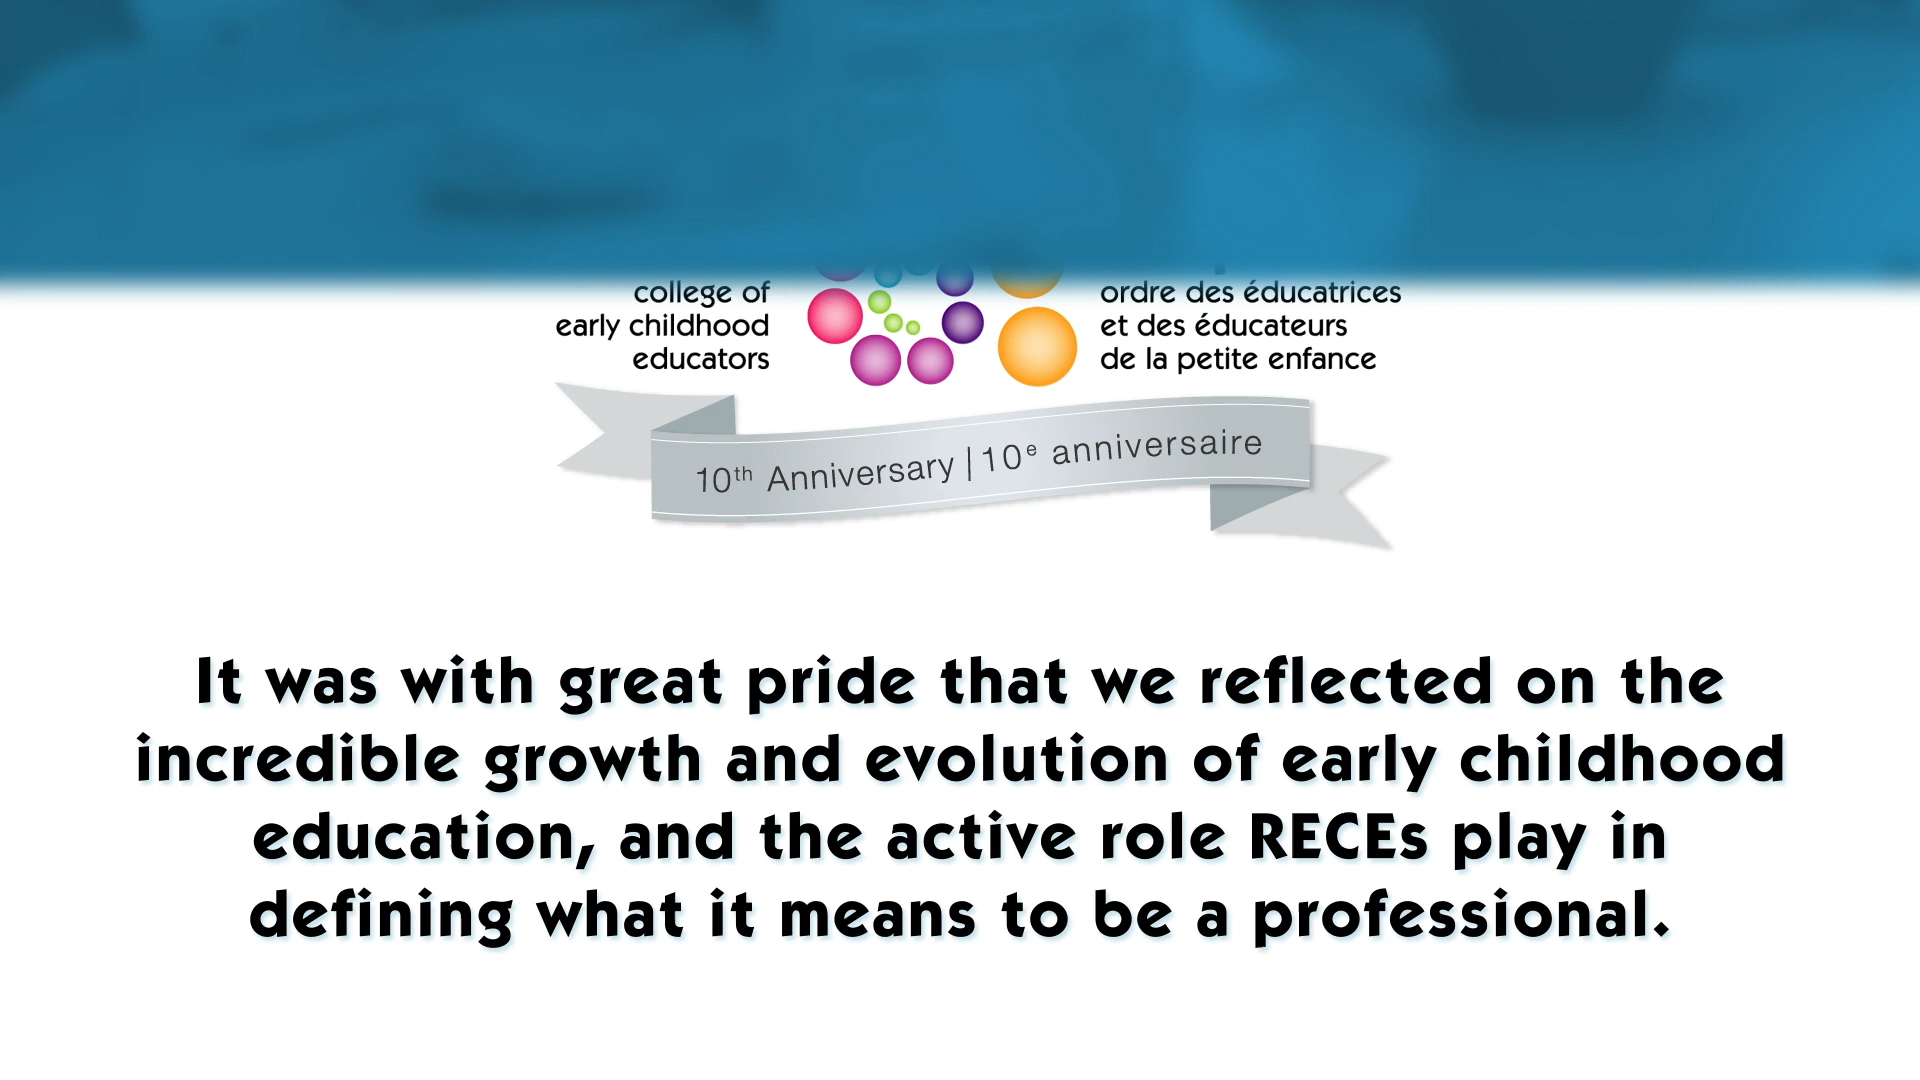 college of
early childhood
educators
ordre des éducatrices
et des éducateurs
de la petite enfance
10th Anniversary | 10e anniversaire
It was with great pride that we reflected on the
incredible growth and evolution of early childhood
education, and the active role RECEs play in
defining what it means to be a professional.